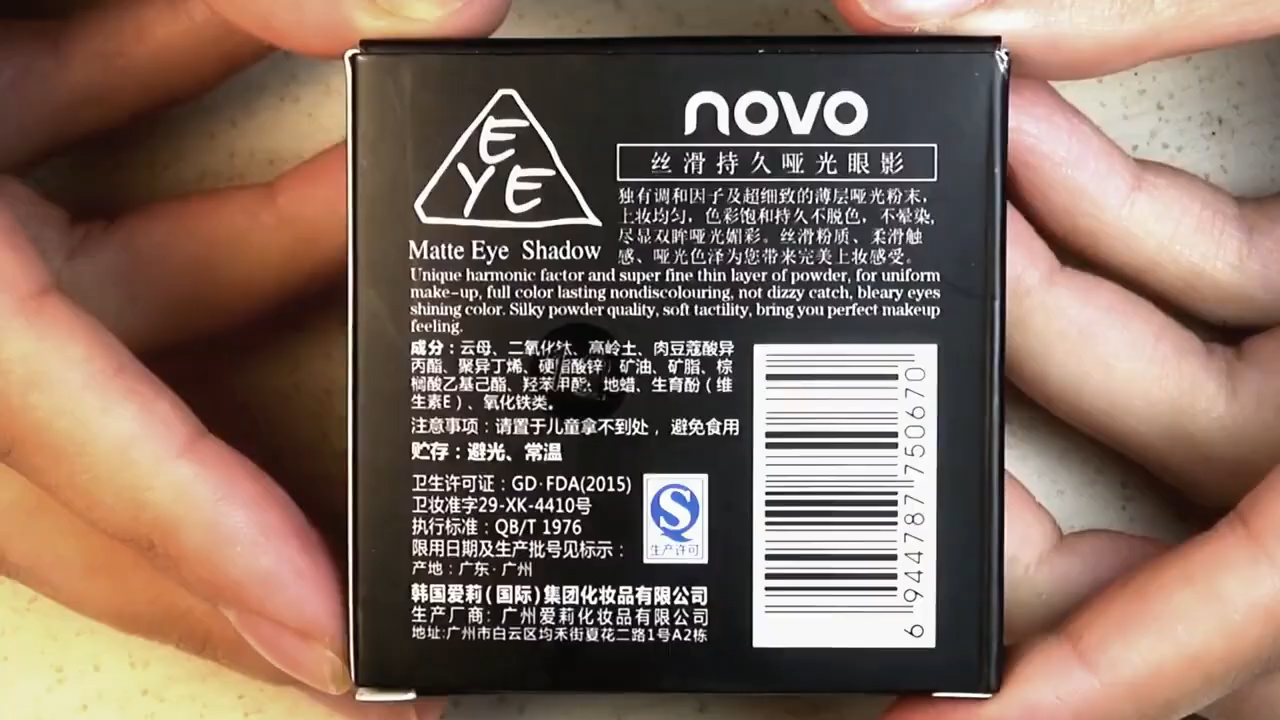 EYE
Matte Eye Shadow
novo
丝滑持久哑光眼影
独有调和因子及超细致的薄层哑光粉末，
上妆均匀，色彩饱和持久不脱色，不晕染，
尽显双眸哑光媚彩。丝滑粉质、柔滑触
感、哑光色泽为您带来完美上妆感受。
Unique harmonic factor and super fine thin layer of powder, for uniform
make-up, full color lasting nondiscolouring, not dizzy catch, bleary eyes
shining color. Silky powder quality, soft tactility, bring you perfect makeup
feeling.
成分：云母、二氧化钛、高岭土、肉豆蔻酸异
丙酯、聚异丁烯、硬脂酸锌、矿油、矿脂、棕
榈酸乙基己酯、羟苯甲酯、地蜡、生育酚（维
生素E）、氧化铁类。
注意事项：请置于儿童拿不到处，避免食用
贮存：避光、常温
卫生许可证：GD·FDA(2015)
卫妆准字29-XK-4410号
执行标准：QB/T 1976
限用日期及生产批号见标示：
产地：广东·广州
生产许可
韩国爱莉(国际)集团化妆品有限公司
生产厂商：广州爱莉化妆品有限公司
地址:广州市白云区均禾街夏花二路1号A2栋
6 944787 750670